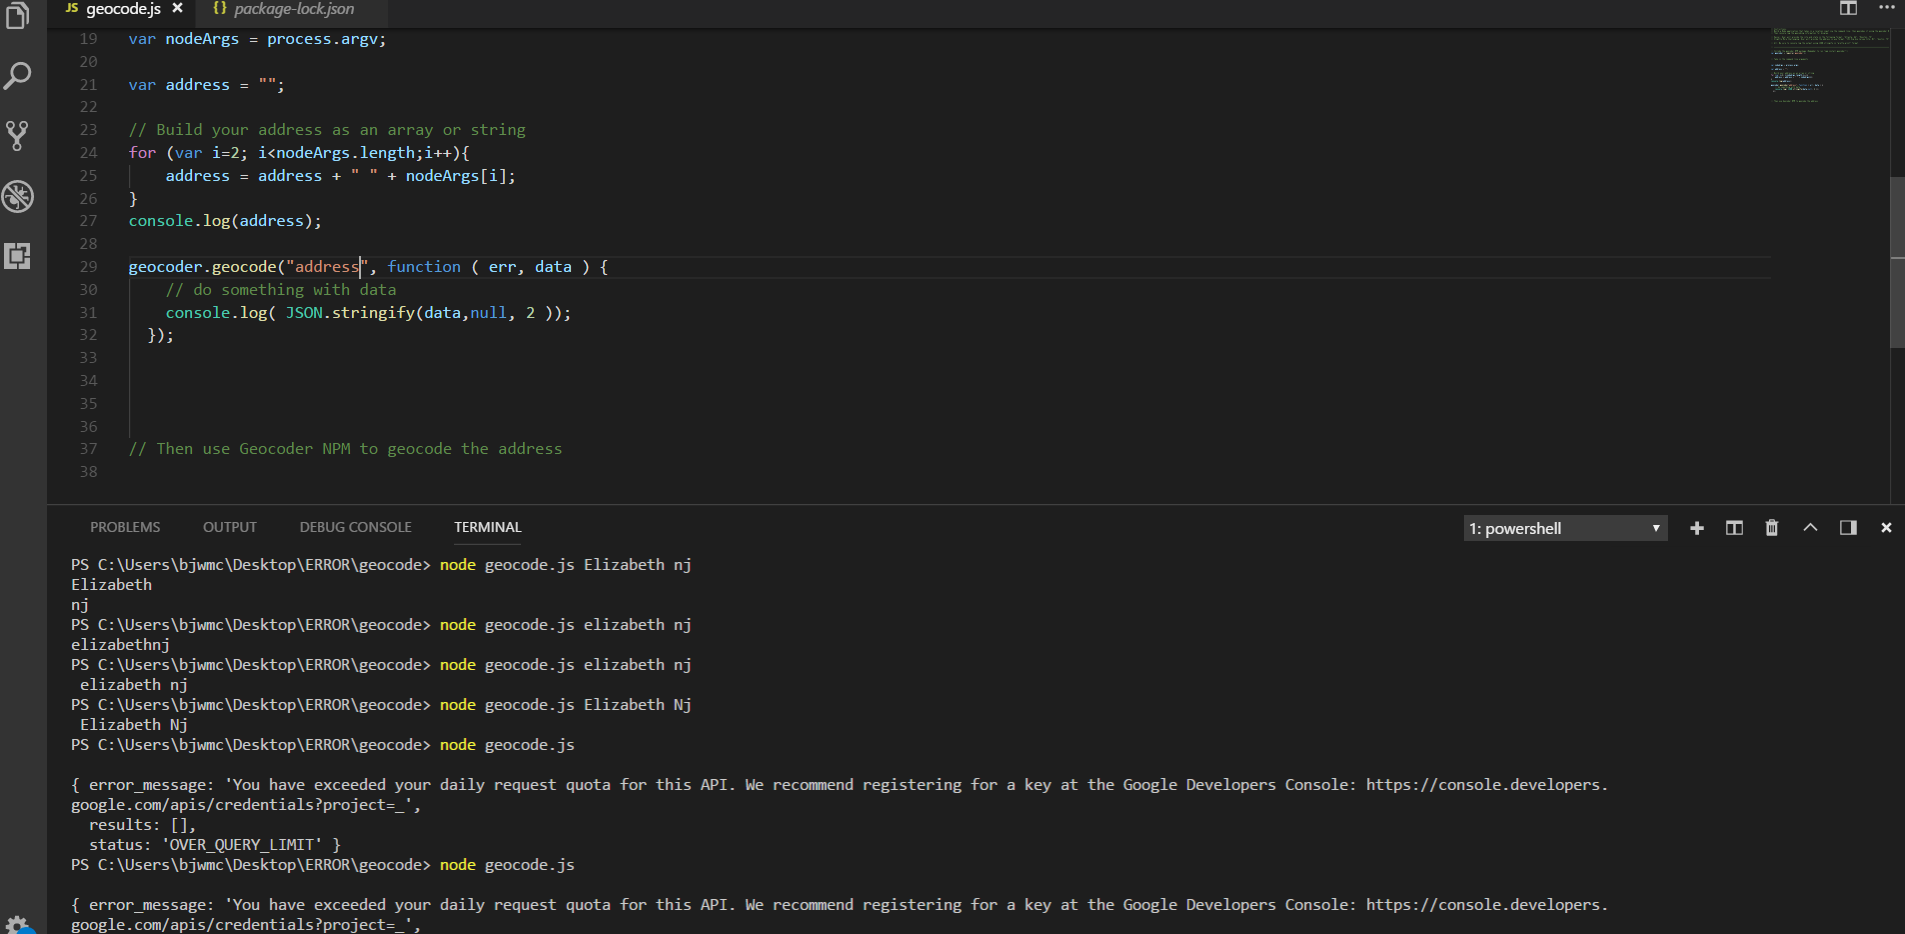 JS geocode.js ×
{} package-lock.json
19 var nodeArgs = process.argv;
20
21 var address = "";
22
23 // Build your address as an array or string
24 for (var i=2; i<nodeArgs.length;i++){
25 address = address + " " + nodeArgs[i];
26 }
27 console.log(address);
28
29 geocoder.geocode("address", function ( err, data ) {
30 // do something with data
31 console.log( JSON.stringify(data,null, 2 ));
32 });
33
34
35
36
37 // Then use Geocoder NPM to geocode the address
38
PROBLEMS OUTPUT DEBUG CONSOLE TERMINAL 1: powershell
PS C:\Users\bjwmc\Desktop\ERROR\geocode> node geocode.js Elizabeth nj
Elizabeth
nj
PS C:\Users\bjwmc\Desktop\ERROR\geocode> node geocode.js elizabeth nj
elizabethnj
PS C:\Users\bjwmc\Desktop\ERROR\geocode> node geocode.js elizabeth nj
elizabeth nj
PS C:\Users\bjwmc\Desktop\ERROR\geocode> node geocode.js Elizabeth Nj
Elizabeth Nj
PS C:\Users\bjwmc\Desktop\ERROR\geocode> node geocode.js
{ error_message: 'You have exceeded your daily request quota for this API. We recommend registering for a key at the Google Developers Console: https://console.developers.
google.com/apis/credentials?project=_',
results: [],
status: 'OVER_QUERY_LIMIT' }
PS C:\Users\bjwmc\Desktop\ERROR\geocode> node geocode.js
{ error_message: 'You have exceeded your daily request quota for this API. We recommend registering for a key at the Google Developers Console: https://console.developers.
google.com/apis/credentials?project=_',